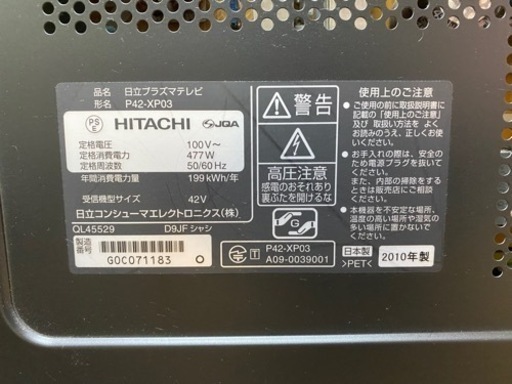 品名 日立プラズマテレビ
形名 P42-XP03
PS
E
HITACHI JQA
定格電圧 100V～
定格消費電力 477W
定格周波数 50/60Hz
年間消費電力量 199kWh/年
受信機型サイズ 42V
日立コンシューマエレクトロニクス(株)
QL45529 D9JFシャシ
製造番号 G0C071183 O
警告
高圧注意
感電のおそれあり
裏ぶたを開けるな
G
T P42-XP03
A09-0039001
使用上のご注意
●ご使用の前に取扱説明書に
記載の「使用上のご注意」お
よび取扱い方法を よく
お読みのうえ、正しくお使い
ください。
●お手入れの際は、安全のた
め電源プラグを抜いてくだ
さい。
また、内部の掃除をすると
きは販売店にご相談くだ
さい。
●本機器を不安定な場所、
温度の高い場所や湿気の
多い場所に置かないで
ください。
日本製
>PET<
2010年製